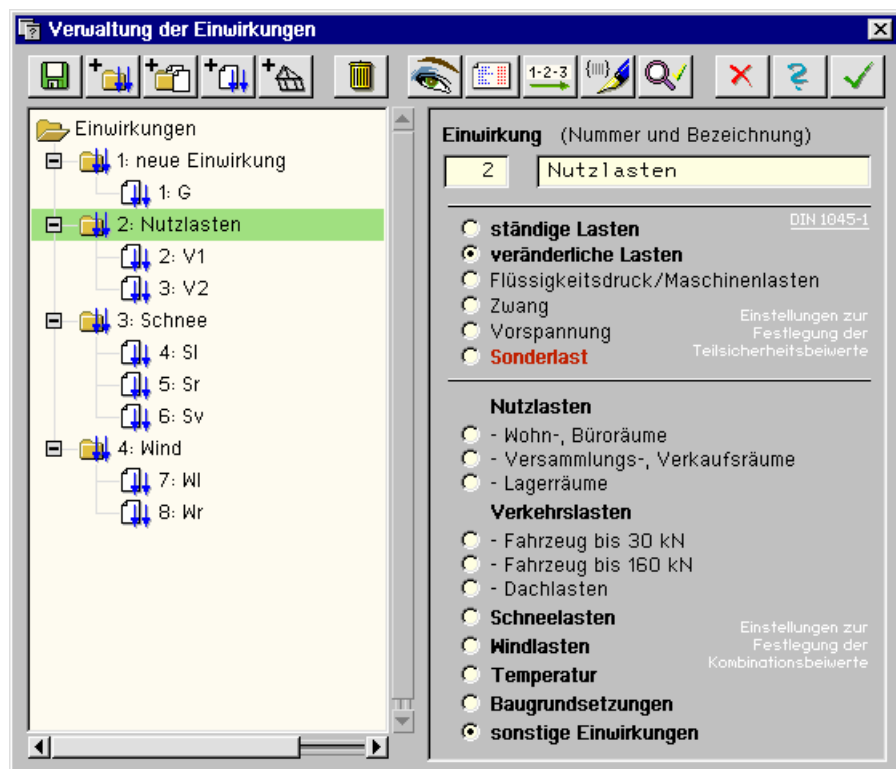 Verwaltung der Einwirkungen
1-2-3
Einwirkungen
1: neue Einwirkung
1: G
2: Nutzlasten
2: V1
3: V2
3: Schnee
4: Sl
5: Sr
6: Sv
4: Wind
7: Wl
8: Wr
Einwirkung (Nummer und Bezeichnung)
2 Nutzlasten
DIN 1045-1
ständige Lasten
veränderliche Lasten
Flüssigkeitsdruck/Maschinenlasten
Zwang
Vorspannung
Sonderlast
Einstellungen zur
Festlegung der
Teilsicherheitsbeiwerte
Nutzlasten
- Wohn-, Büroräume
- Versammlungs-, Verkaufsräume
- Lagerräume
Verkehrslasten
- Fahrzeug bis 30 kN
- Fahrzeug bis 160 kN
- Dachlasten
Schneelasten
Windlasten
Temperatur
Baugrundsetzungen
sonstige Einwirkungen
Einstellungen zur
Festlegung der
Kombinationsbeiwerte